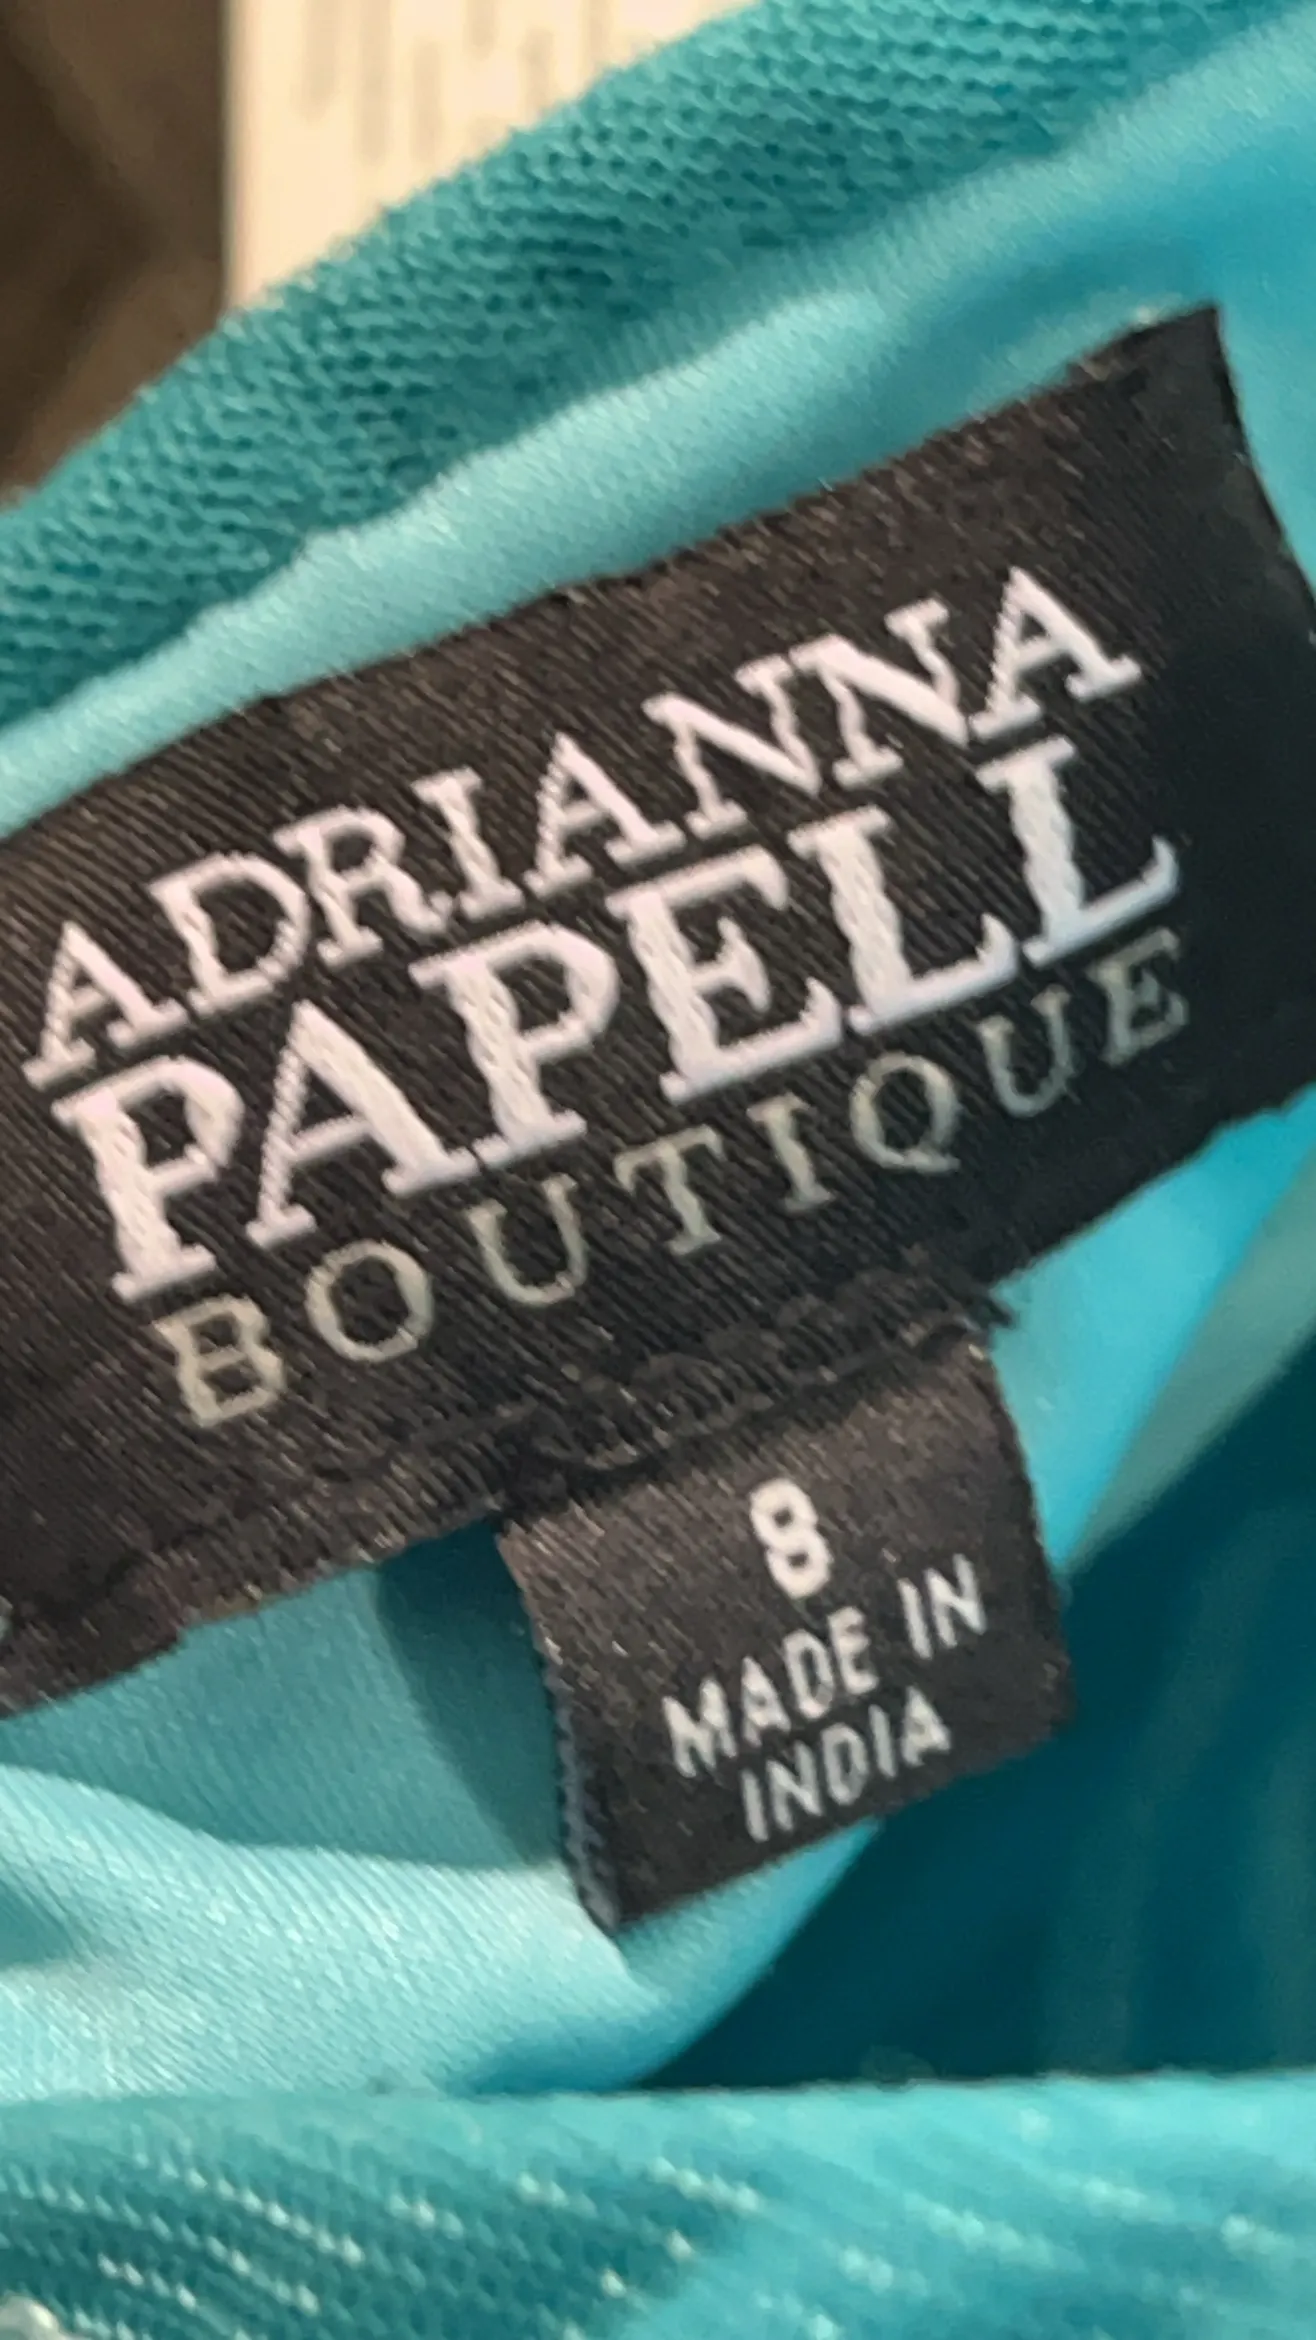 ADRIANNA
PAPELL
BOUTIQUE
8
MADE IN
INDIA